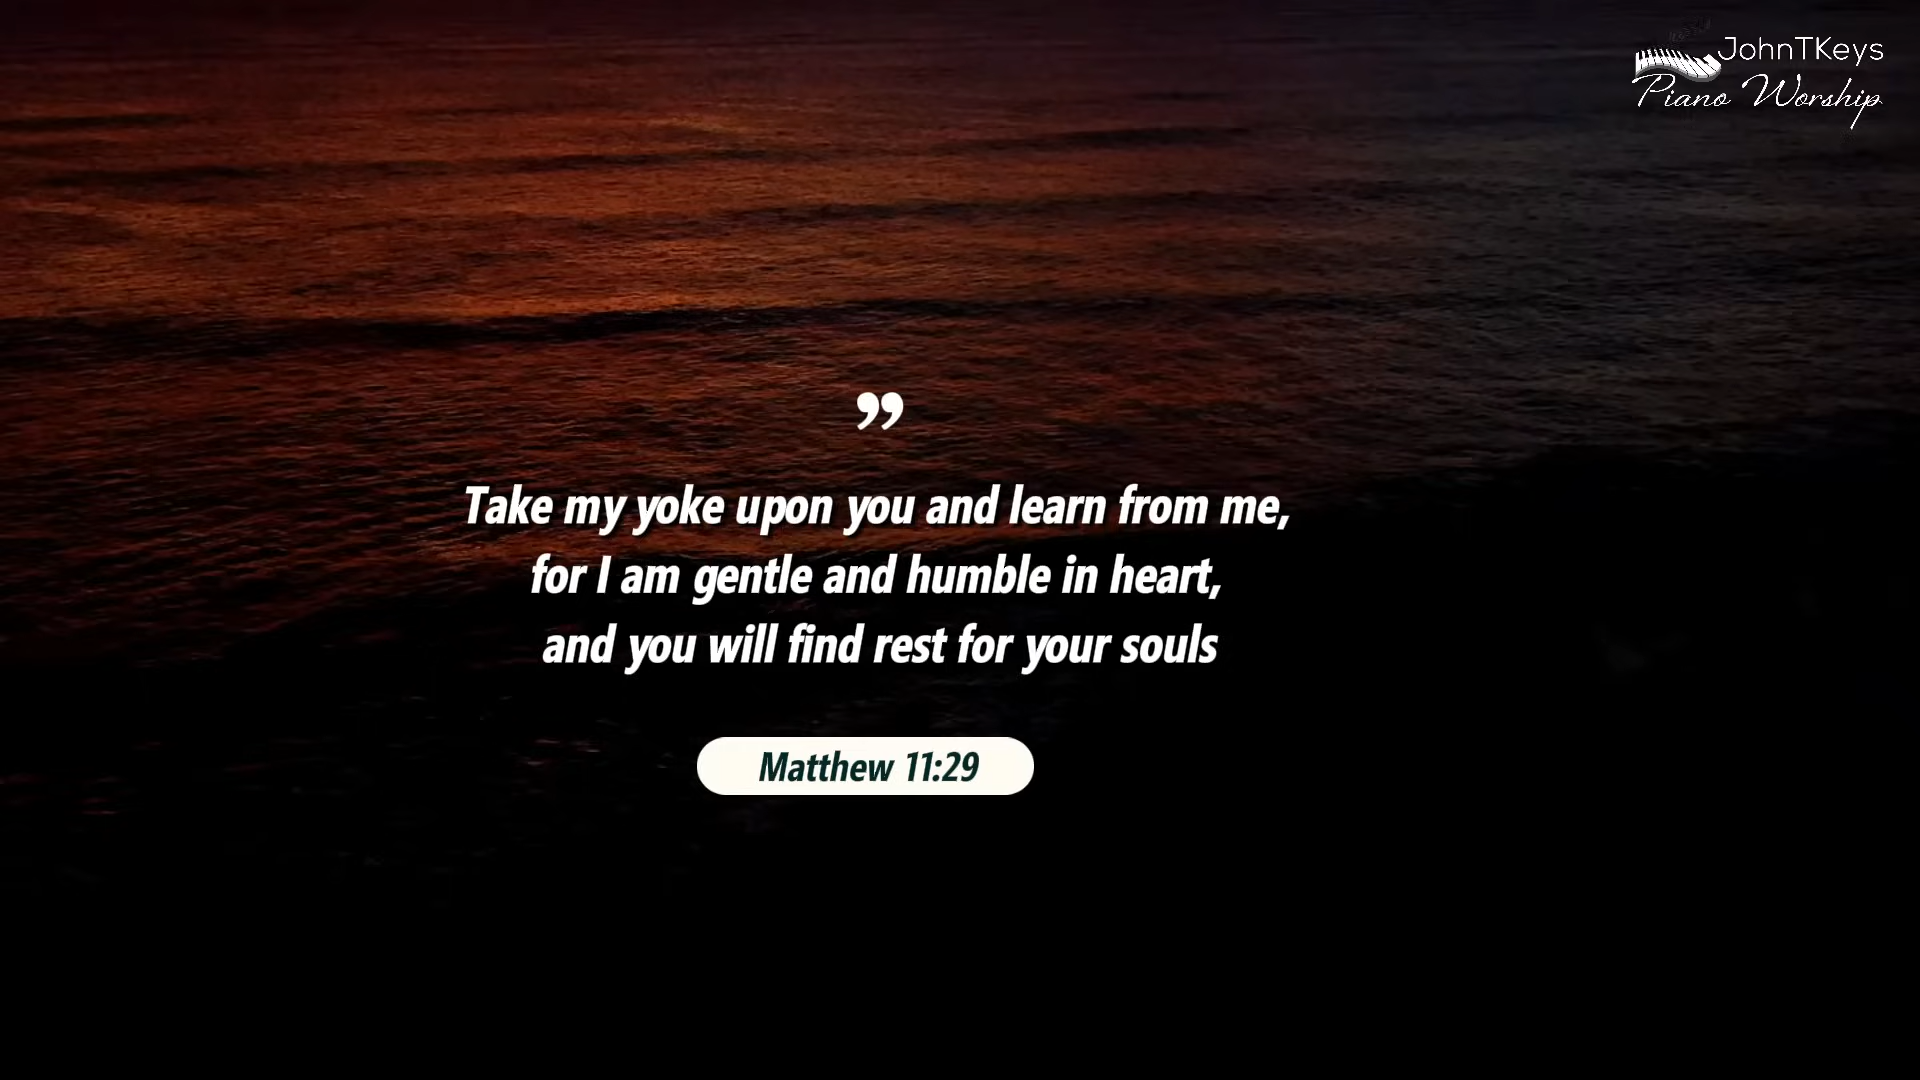 JohnTKeys
Piano Worship
”
Take my yoke upon you and learn from me,
for I am gentle and humble in heart,
and you will find rest for your souls
Matthew 11:29